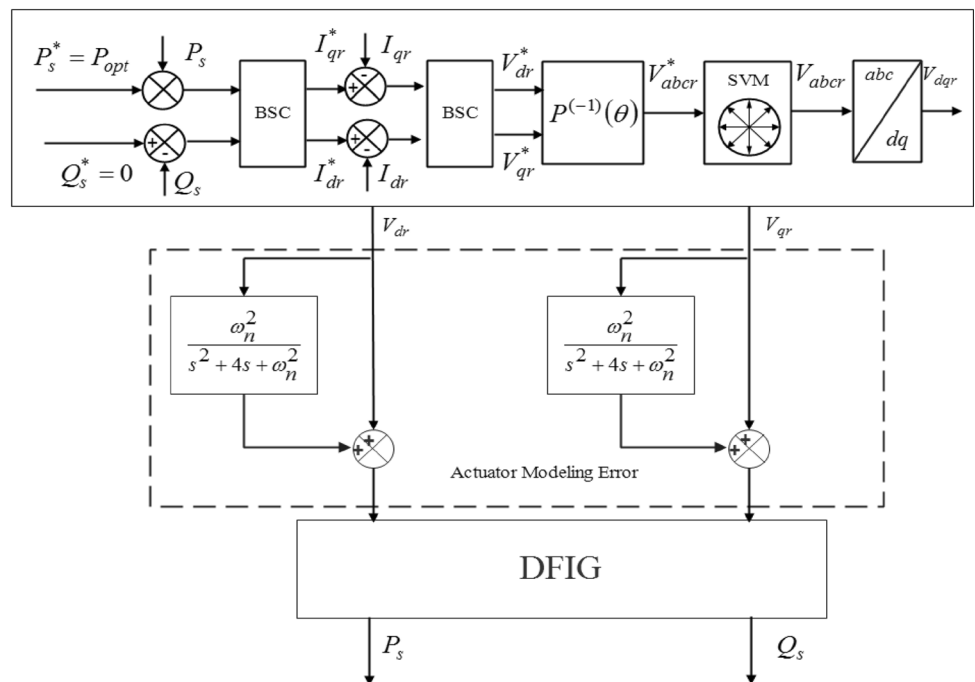 P_s^* = P_opt
P_s
I_qr^*
I_qr
V_dr^*
V_abcr^*
SVM
V_abcr
abc
V_dqr
BSC
BSC
P^(-1)(θ)
dq
+
-
+
-
+
-
+
-
Q_s^* = 0
Q_s
I_dr^*
I_dr
V_qr^*
V_dr
V_qr
ω_n^2
s^2 + 4s + ω_n^2
ω_n^2
s^2 + 4s + ω_n^2
+
+
+
+
Actuator Modeling Error
DFIG
P_s
Q_s